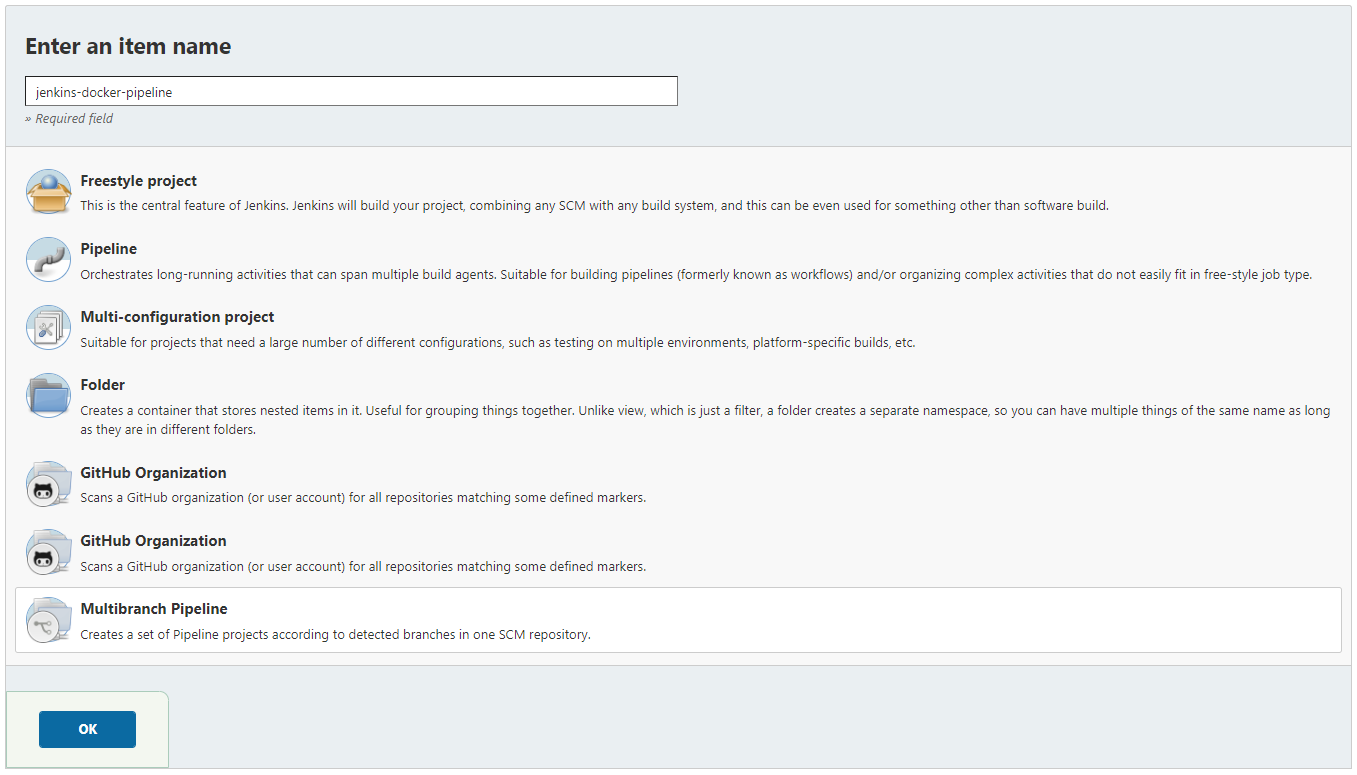 Enter an item name
jenkins-docker-pipeline
» Required field
Freestyle project
This is the central feature of Jenkins. Jenkins will build your project, combining any SCM with any build system, and this can be even used for something other than software build.
Pipeline
Orchestrates long-running activities that can span multiple build agents. Suitable for building pipelines (formerly known as workflows) and/or organizing complex activities that do not easily fit in free-style job type.
Multi-configuration project
Suitable for projects that need a large number of different configurations, such as testing on multiple environments, platform-specific builds, etc.
Folder
Creates a container that stores nested items in it. Useful for grouping things together. Unlike view, which is just a filter, a folder creates a separate namespace, so you can have multiple things of the same name as long
as they are in different folders.
GitHub Organization
Scans a GitHub organization (or user account) for all repositories matching some defined markers.
GitHub Organization
Scans a GitHub organization (or user account) for all repositories matching some defined markers.
Multibranch Pipeline
Creates a set of Pipeline projects according to detected branches in one SCM repository.
OK